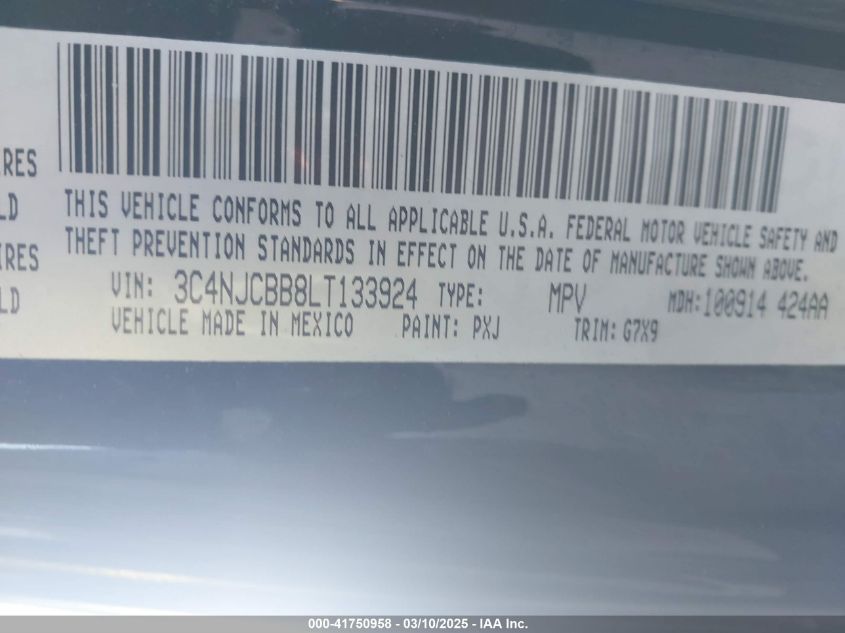 RES
LD
IRES
LD
THIS VEHICLE CONFORMS TO ALL APPLICABLE U.S.A. FEDERAL MOTOR VEHICLE SAFETY AND
THEFT PREVENTION STANDARDS IN EFFECT ON THE DATE OF MANUFACTURE SHOWN ABOVE.
VIN: 3C4NJCBB8LT133924 TYPE: MPV MDH:100914 424AA
VEHICLE MADE IN MEXICO PAINT: PXJ TRIM: G7X9
000-41750958 - 03/10/2025 - IAA Inc.